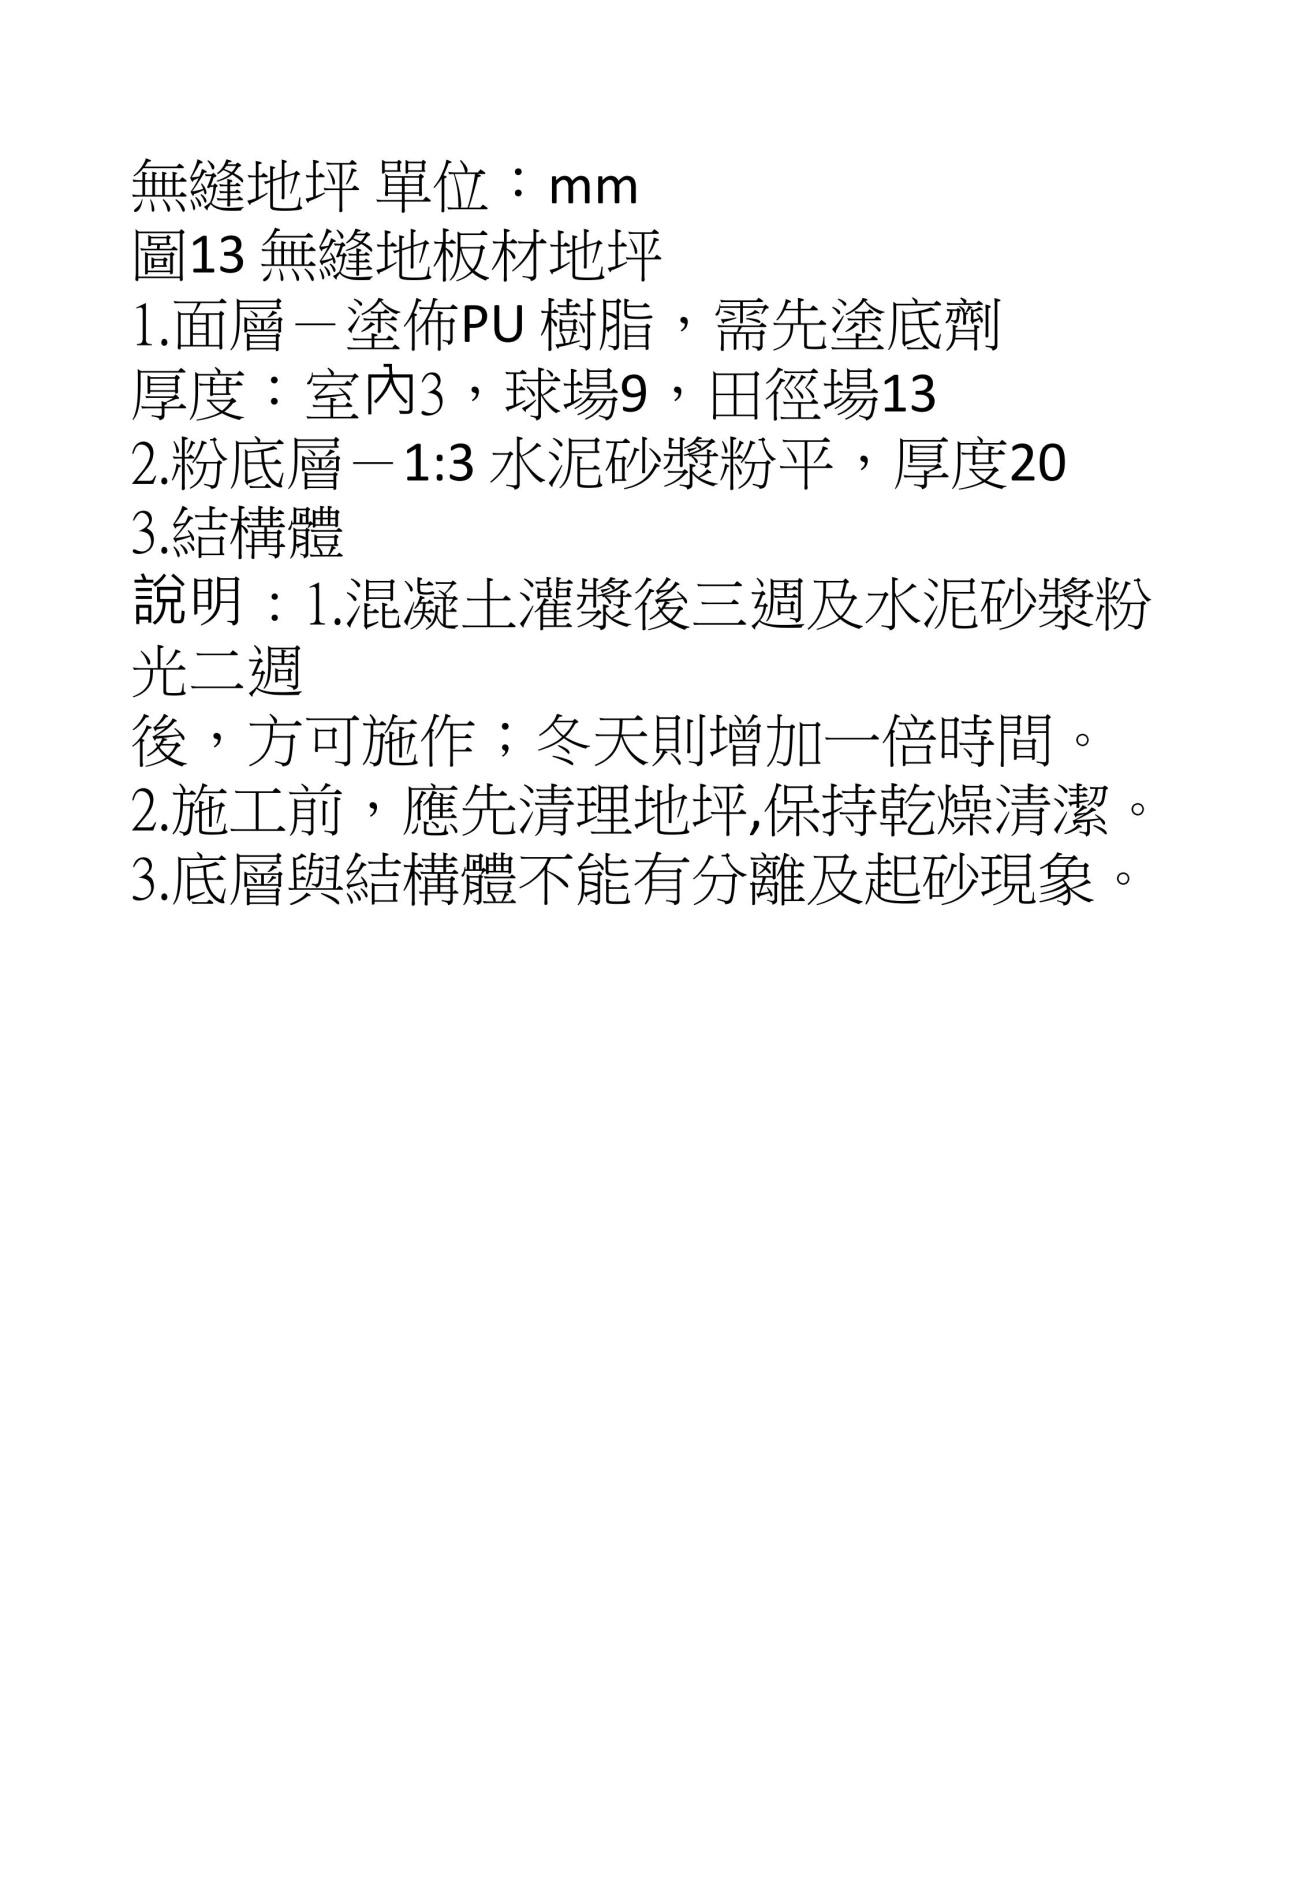 無縫地坪 單位：mm
圖13 無縫地板材地坪
1.面層－塗佈PU 樹脂，需先塗底劑
厚度：室內3，球場9，田徑場13
2.粉底層－1:3 水泥砂漿粉平，厚度20
3.結構體
說明：1.混凝土灌漿後三週及水泥砂漿粉
光二週
後，方可施作；冬天則增加一倍時間。
2.施工前，應先清理地坪,保持乾燥清潔。
3.底層與結構體不能有分離及起砂現象。